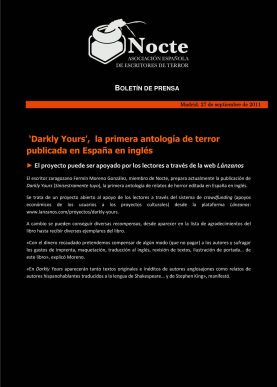 Nocte
ASOCIACIÓN ESPAÑOLA
DE ESCRITORES DE TERROR
BOLETÍN DE PRENSA
Madrid, 27 de septiembre de 2011
‘Darkly Yours’, la primera antología de terror
publicada en España en inglés
► El proyecto puede ser apoyado por los lectores a través de la web Lánzanos
El escritor zaragozano Fermín Moreno González, miembro de Nocte, prepara actualmente la publicación de
Darkly Yours (Siniestramente tuyo), la primera antología de relatos de horror editada en España en inglés.
Se trata de un proyecto abierto al apoyo de los lectores a través del sistema de crowdfunding (apoyos
económicos de los usuarios a los proyectos culturales) desde la plataforma Lánzanos:
www.lanzanos.com/proyectos/darkly-yours.
A cambio se pueden conseguir diversas recompensas, desde aparecer en la lista de agradecimientos del
libro hasta recibir diversos ejemplares del libro.
«Con el dinero recaudado pretendemos compensar de algún modo (que no pagar) a los autores y sufragar
los gastos de imprenta, maquetación, traducción al inglés, revisión de textos, ilustración de portada... de
este libro», explicó Moreno.
«En Darkly Yours aparecerán tanto textos originales e inéditos de autores anglosajones como relatos de
autores hispanohablantes traducidos a la lengua de Shakespeare... y de Stephen King», manifestó.